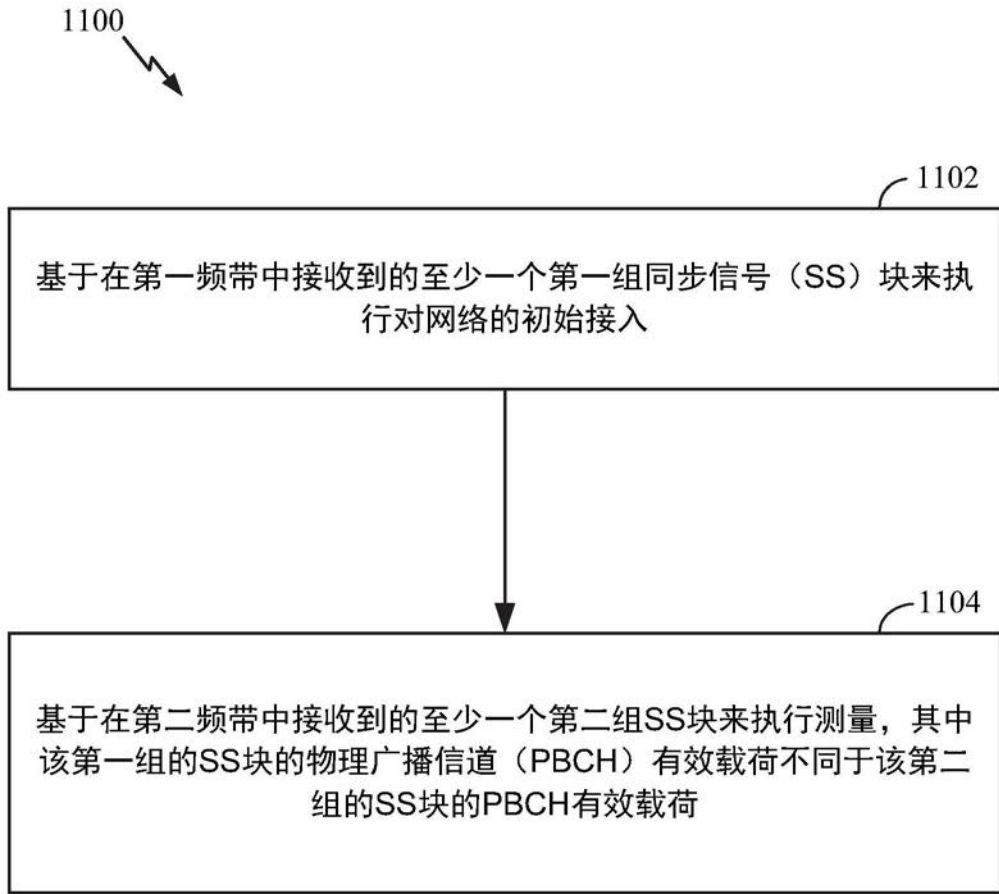 1100
1102
基于在第一频带中接收到的至少一个第一组同步信号（SS）块来执
行对网络的初始接入
1104
基于在第二频带中接收到的至少一个第二组SS块来执行测量，其中
该第一组的SS块的物理广播信道（PBCH）有效载荷不同于该第二
组的SS块的PBCH有效载荷